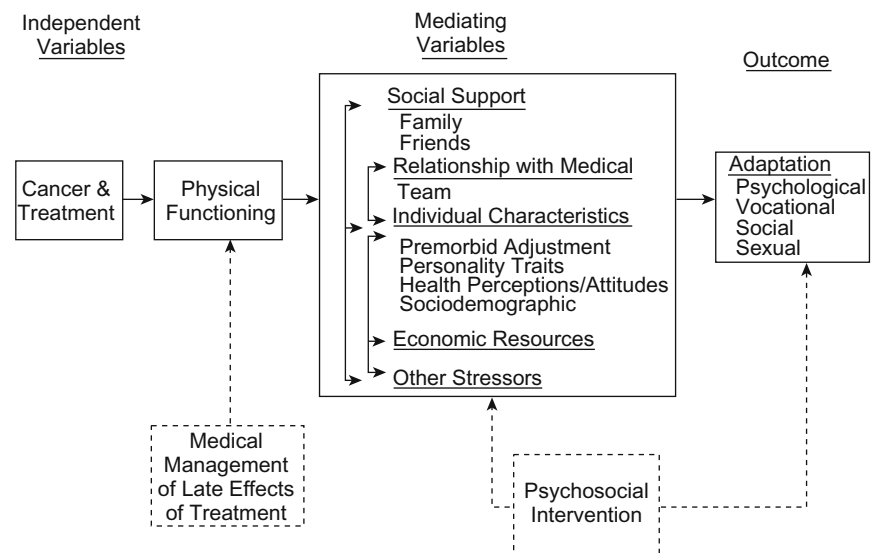 Independent
Variables
Mediating
Variables
Outcome
Cancer &
Treatment
Physical
Functioning
Social Support
Family
Friends
Relationship with Medical
Team
Individual Characteristics
Premorbid Adjustment
Personality Traits
Health Perceptions/Attitudes
Sociodemographic
Economic Resources
Other Stressors
Adaptation
Psychological
Vocational
Social
Sexual
Medical
Management
of Late Effects
of Treatment
Psychosocial
Intervention